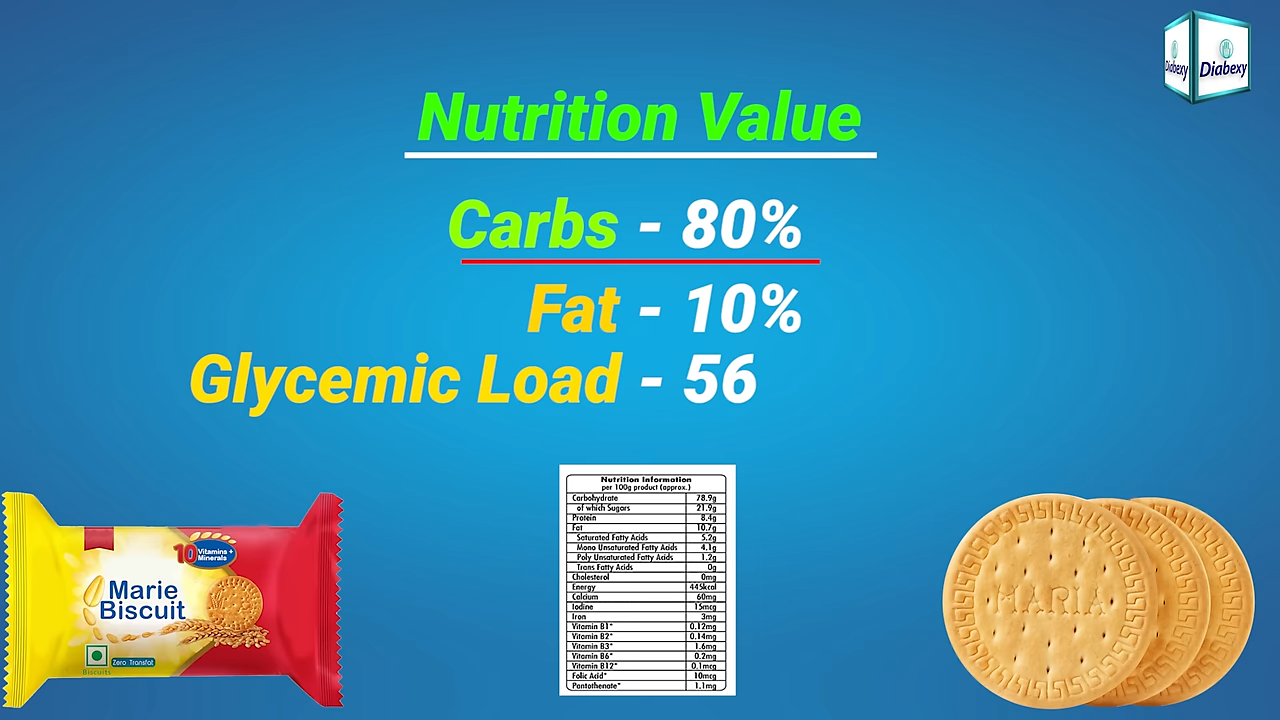 Diabexy
Diabexy
Nutrition Value
Carbs - 80%
Fat - 10%
Glycemic Load - 56
10 Vitamins +
Minerals
Marie
Biscuit
Zero Transfat
Biscuits
Nutrition Information
per 100g product (approx.)
Carbohydrate 78.9g
of which Sugars 21.9g
Protein 8.4g
Fat 10.7g
Saturated Fatty Acids 5.2g
Mono Unsaturated Fatty Acids 4.1g
Poly Unsaturated Fatty Acids 1.2g
Trans Fatty Acids 0g
Cholesterol 0mg
Energy 445kcal
Calcium 60mg
Iodine 15mcg
Iron 3mg
Vitamin B1* 0.12mg
Vitamin B2* 0.14mg
Vitamin B3* 1.6mg
Vitamin B6* 0.2mg
Vitamin B12* 0.1mcg
Folic Acid* 10mcg
Pantothenate* 1.1mg
MARIA